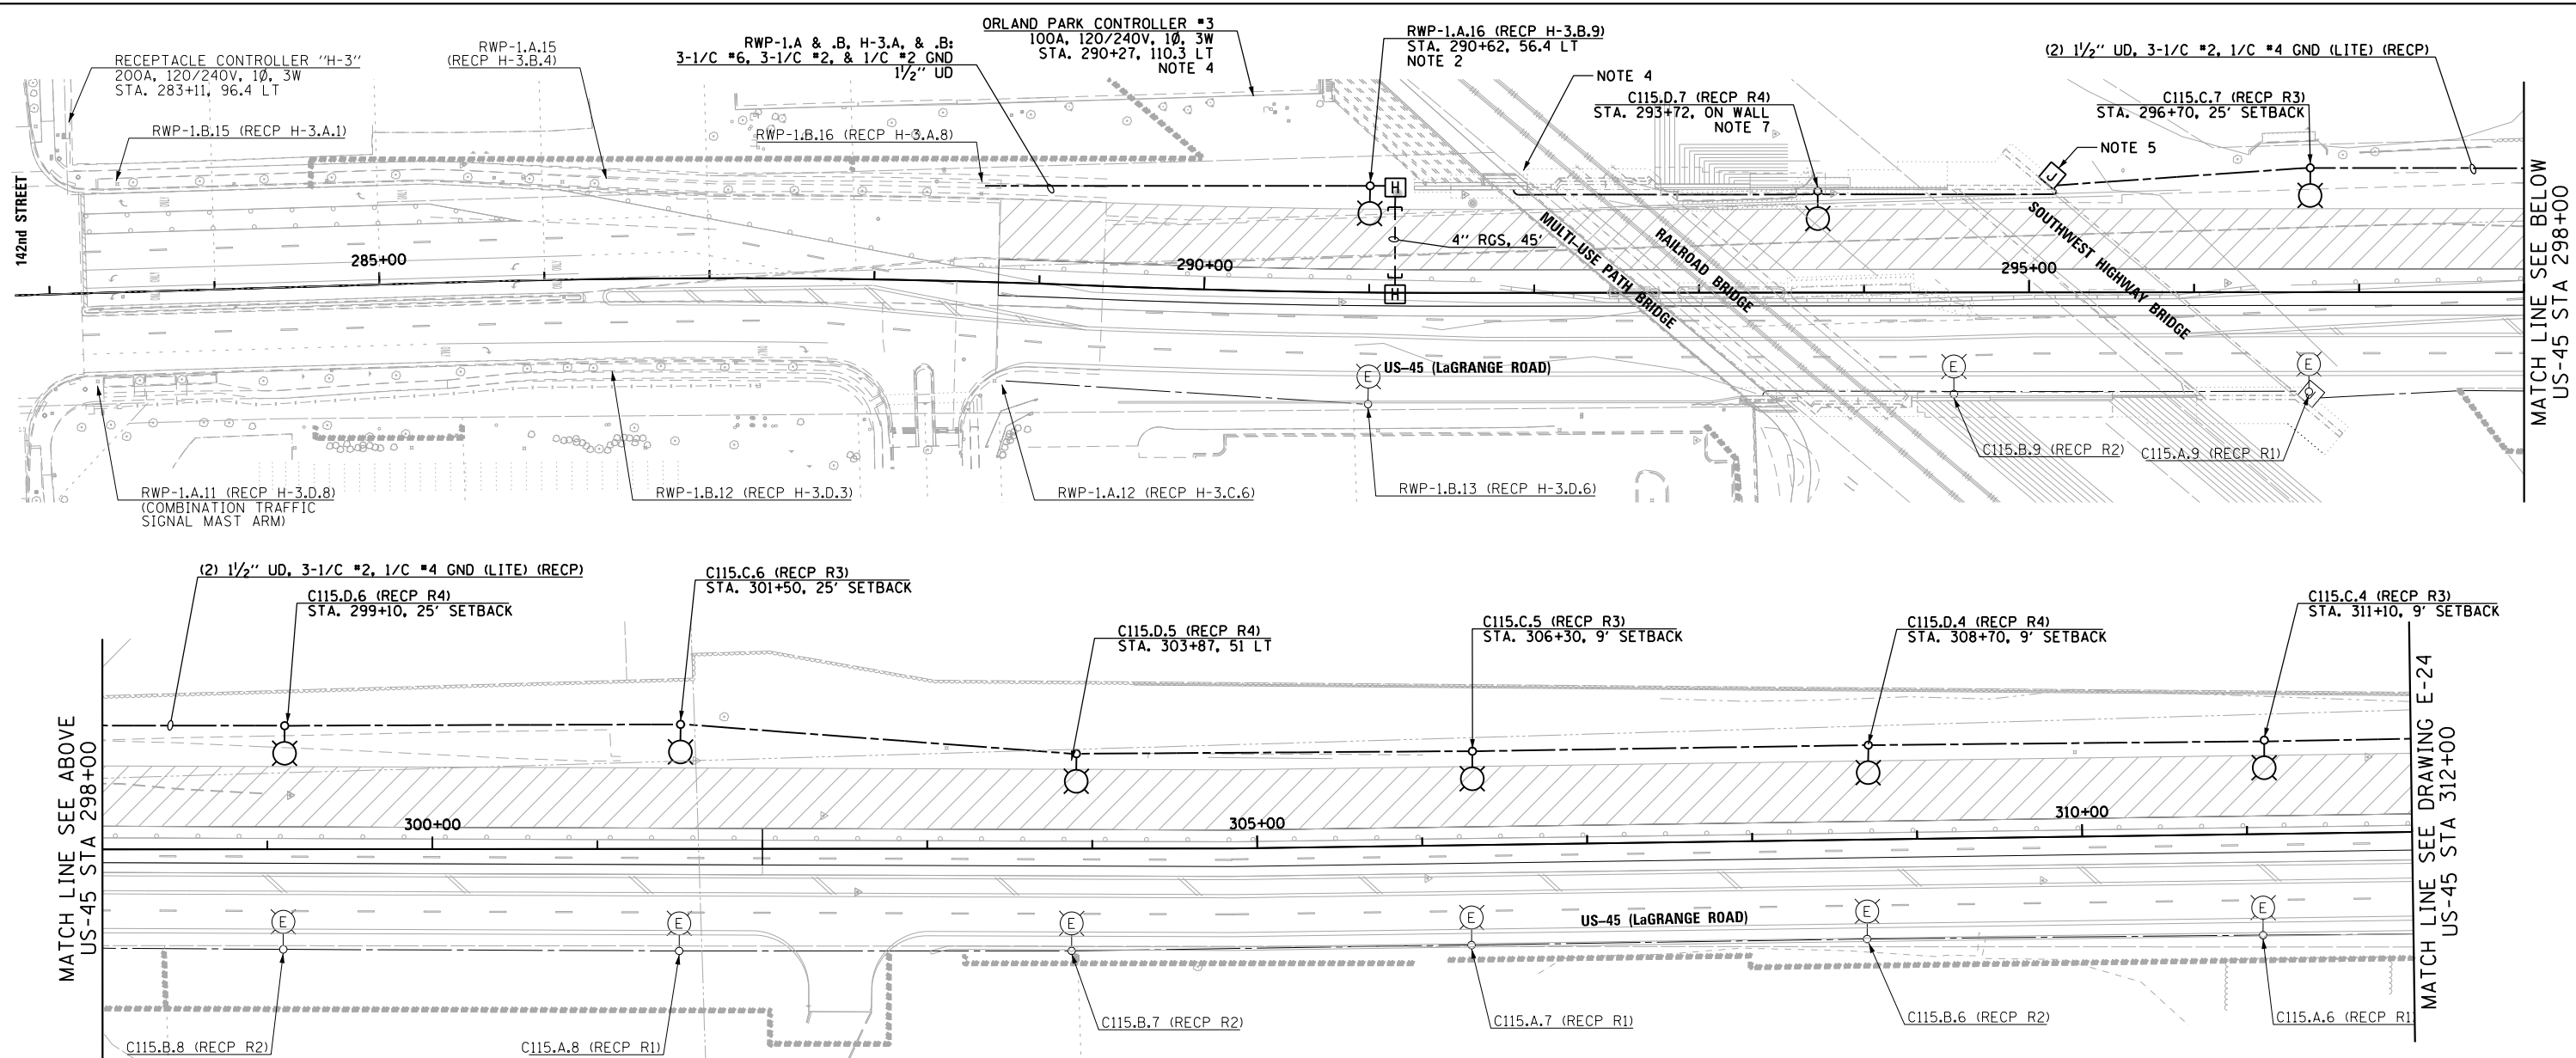 RECEPTACLE CONTROLLER "H-3"
200A, 120/240V, 1Ø, 3W
STA. 283+11, 96.4 LT
RWP-1.A.15
(RECP H-3.B.4)
RWP-1.A & .B, H-3.A, & .B:
3-1/C #6, 3-1/C #2, & 1/C #2 GND
1½" UD
ORLAND PARK CONTROLLER #3
100A, 120/240V, 1Ø, 3W
STA. 290+27, 110.3 LT
NOTE 4
RWP-1.A.16 (RECP H-3.B.9)
STA. 290+62, 56.4 LT
NOTE 2
NOTE 4
C115.D.7 (RECP R4)
STA. 293+72, ON WALL
NOTE 7
(2) 1½" UD, 3-1/C #2, 1/C #4 GND (LITE) (RECP)
C115.C.7 (RECP R3)
STA. 296+70, 25' SETBACK
NOTE 5
RWP-1.B.15 (RECP H-3.A.1)
RWP-1.B.16 (RECP H-3.A.8)
142nd STREET
H
H
J
4" RGS, 45'
285+00
290+00
295+00
MULTI-USE PATH BRIDGE
RAILROAD BRIDGE
SOUTHWEST HIGHWAY BRIDGE
MATCH LINE SEE BELOW
US-45 STA 298+00
E
US-45 (LaGRANGE ROAD)
E
E
RWP-1.A.11 (RECP H-3.D.8)
(COMBINATION TRAFFIC
SIGNAL MAST ARM)
RWP-1.B.12 (RECP H-3.D.3)
RWP-1.A.12 (RECP H-3.C.6)
RWP-1.B.13 (RECP H-3.D.6)
C115.B.9 (RECP R2)
C115.A.9 (RECP R1)
(2) 1½" UD, 3-1/C #2, 1/C #4 GND (LITE) (RECP)
C115.D.6 (RECP R4)
STA. 299+10, 25' SETBACK
C115.C.6 (RECP R3)
STA. 301+50, 25' SETBACK
C115.D.5 (RECP R4)
STA. 303+87, 51 LT
C115.C.5 (RECP R3)
STA. 306+30, 9' SETBACK
C115.D.4 (RECP R4)
STA. 308+70, 9' SETBACK
C115.C.4 (RECP R3)
STA. 311+10, 9' SETBACK
MATCH LINE SEE ABOVE
US-45 STA 298+00
300+00
305+00
310+00
MATCH LINE SEE DRAWING E-24
US-45 STA 312+00
E
E
E
E
US-45 (LaGRANGE ROAD)
E
E
C115.B.8 (RECP R2)
C115.A.8 (RECP R1)
C115.B.7 (RECP R2)
C115.A.7 (RECP R1)
C115.B.6 (RECP R2)
C115.A.6 (RECP R1